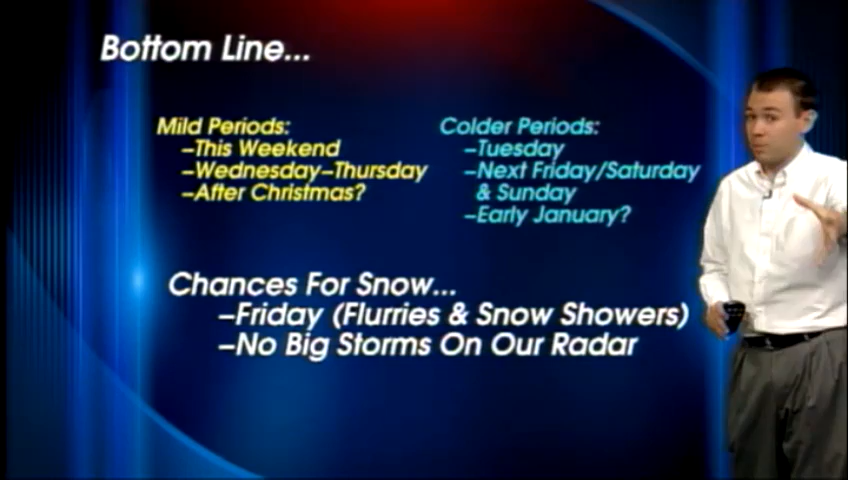 Bottom Line...
Mild Periods:
–This Weekend
–Wednesday–Thursday
–After Christmas?
Colder Periods:
–Tuesday
–Next Friday/Saturday
& Sunday
–Early January?
Chances For Snow...
–Friday (Flurries & Snow Showers)
–No Big Storms On Our Radar